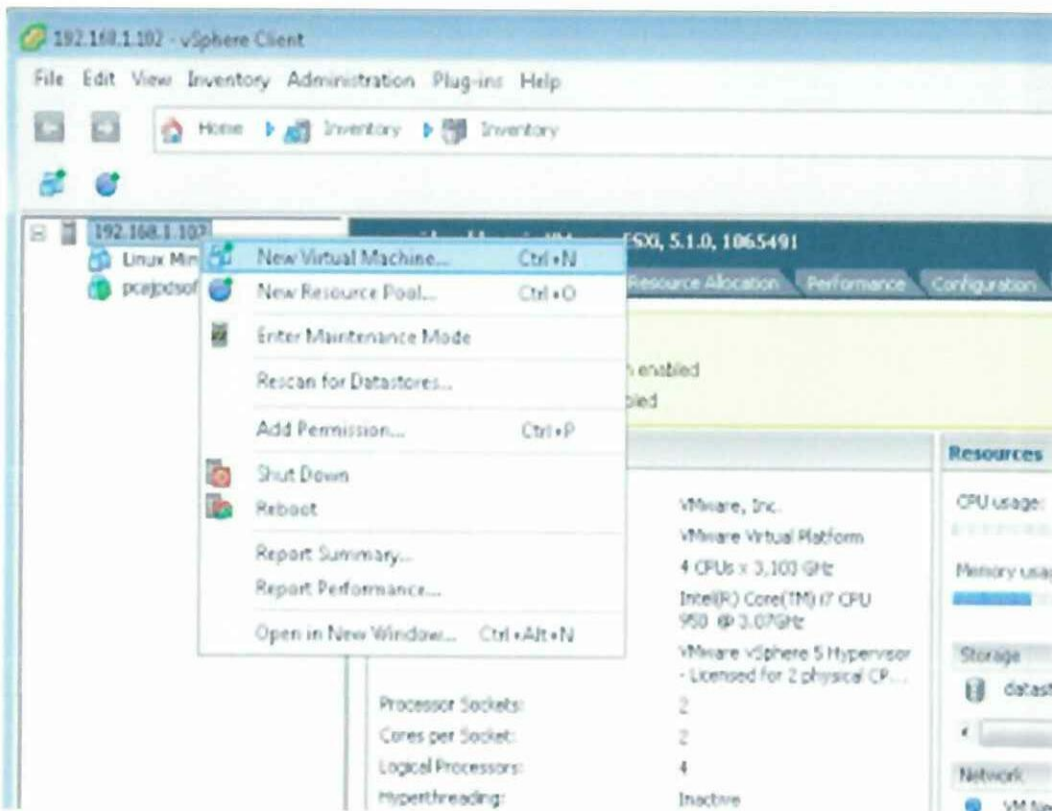 192.168.1.102 - vSphere Client
File Edit View Inventory Administration Plug-ins Help
Home Inventory Inventory
192.168.1.102
ESXi, 5.1.0, 1065491
Linux Min
pcajpdsof
New Virtual Machine... Ctrl+N
New Resource Pool... Ctrl+O
Enter Maintenance Mode
Rescan for Datastores...
Add Permission... Ctrl+P
Shut Down
Reboot
Report Summary...
Report Performance...
Open in New Window... Ctrl+Alt+N
Resource Allocation Performance Configuration
enabled
VMware, Inc.
VMware Virtual Platform
4 CPUs x 3,103 GHz
Intel(R) Core(TM) i7 CPU
950 @ 3.07GHz
VMware vSphere 5 Hypervisor
- Licensed for 2 physical CP...
Processor Sockets: 2
Cores per Socket: 2
Logical Processors: 4
Hyperthreading: Inactive
Resources
CPU usage:
Memory usag
Storage
datast
Network
VM Ne